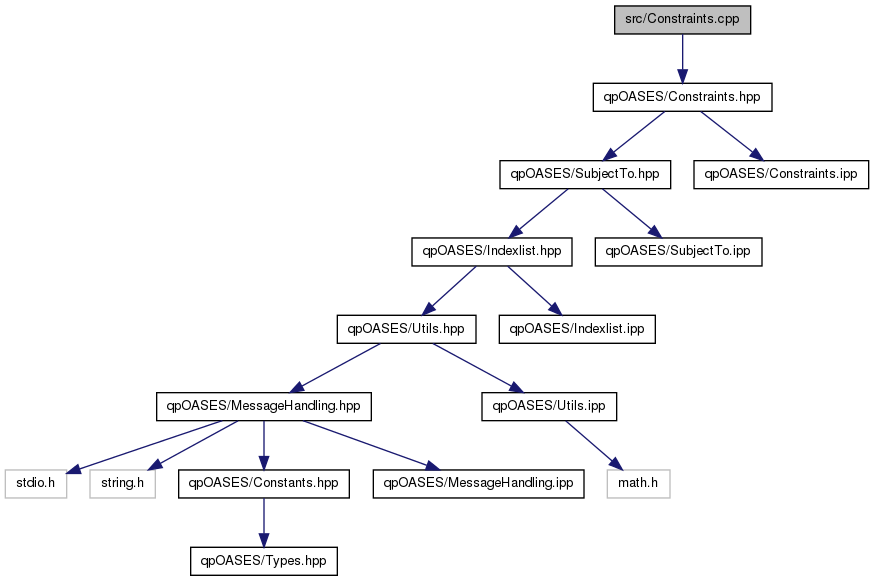 src/Constraints.cpp
qpOASES/Constraints.hpp
qpOASES/SubjectTo.hpp
qpOASES/Constraints.ipp
qpOASES/Indexlist.hpp
qpOASES/SubjectTo.ipp
qpOASES/Utils.hpp
qpOASES/Indexlist.ipp
qpOASES/MessageHandling.hpp
qpOASES/Utils.ipp
stdio.h
string.h
qpOASES/Constants.hpp
qpOASES/MessageHandling.ipp
math.h
qpOASES/Types.hpp